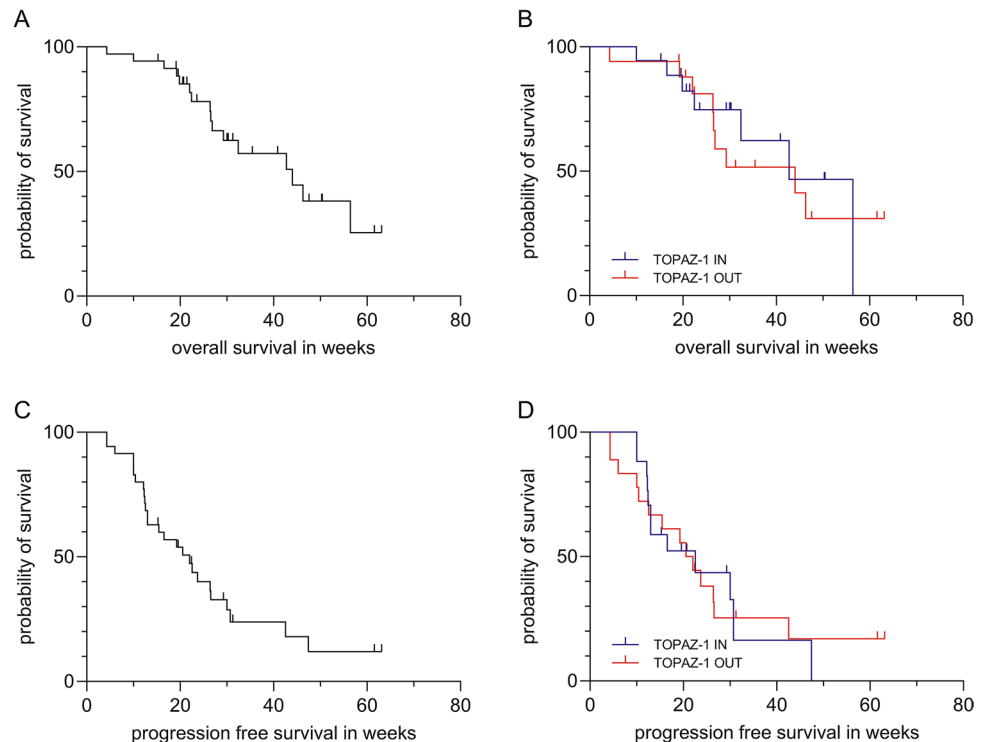 A
100
50
0
0 20 40 60 80
probability of survival
overall survival in weeks
B
100
50
0
0 20 40 60 80
probability of survival
TOPAZ-1 IN
TOPAZ-1 OUT
overall survival in weeks
C
100
50
0
0 20 40 60 80
probability of survival
progression free survival in weeks
D
100
50
0
0 20 40 60 80
probability of survival
TOPAZ-1 IN
TOPAZ-1 OUT
progression free survival in weeks